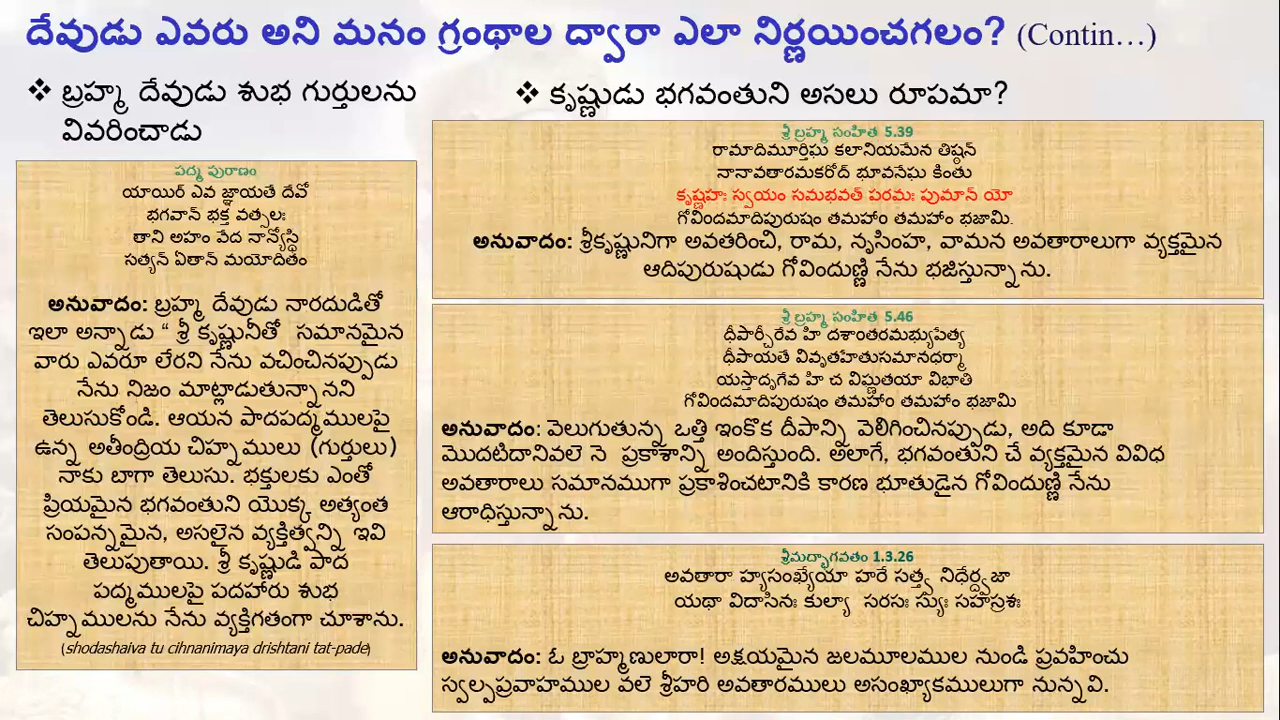 దేవుడు ఎవరు అని మనం గ్రంథాల ద్వారా ఎలా నిర్ణయించగలం? (Contin...)
❖ బ్రహ్మ దేవుడు శుభ గుర్తులను
వివరించాడు
పద్మ పురాణం
యాయిర్ ఎవ జ్ఞాయతే దేవో
భగవాన్ భక్త వత్సలః
తాని అహం వేద నాన్యోస్థి
సత్యన్ ఏతాన్ మయోదితం
అనువాదం: బ్రహ్మ దేవుడు నారదుడితో
ఇలా అన్నాడు “ శ్రీ కృష్ణునితో సమానమైన
వారు ఎవరూ లేరని నేను వచించినప్పుడు
నేను నిజం మాట్లాడుతున్నానని
తెలుసుకోండి. ఆయన పాదపద్మములపై
ఉన్న అతీంద్రియ చిహ్నములు (గుర్తులు)
నాకు బాగా తెలుసు. భక్తులకు ఎంతో
ప్రియమైన భగవంతుని యొక్క అత్యంత
సంపన్నమైన, అసలైన వ్యక్తిత్వాన్ని ఇవి
తెలుపుతాయి. శ్రీ కృష్ణుడి పాద
పద్మములపై పదహారు శుభ
చిహ్నములను నేను వ్యక్తిగతంగా చూశాను.
(shodashaiva tu cihnanimaya drishtani tat-pade)
❖ కృష్ణుడు భగవంతుని అసలు రూపమా?
శ్రీ బ్రహ్మ సంహిత 5.39
రామాదిమూర్తిషు కలానియమేన తిష్ఠన్
నానావతారమకరోద్ భూవనేషు కింతు
కృష్ణహః స్వయం సమభవత్ పరమః పుమాన్ యో
గోవిందమాదిపురుషం తమహాం తమహాం భజామి.
అనువాదం: శ్రీకృష్ణునిగా అవతరించి, రామ, నృసింహ, వామన అవతారాలుగా వ్యక్తమైన
ఆదిపురుషుడు గోవిందుణ్ణి నేను భజిస్తున్నాను.
శ్రీ బ్రహ్మ సంహిత 5.46
ధీపార్చీరేవ హి దశాంతరమభ్యుపేత్య
ధీపాయతే వివృతహేతుసమానధర్మా
యస్తాదృగేవ హి చ విష్ణుతయా విభాతి
గోవిందమాదిపురుషం తమహాం తమహాం భజామి
అనువాదం: వెలుగుతున్న ఒత్తి ఇంకొక దీపాన్ని వెలిగించినప్పుడు, అది కూడా
మొదటిదానివలె నె ప్రకాశాన్ని అందిస్తుంది. అలాగే, భగవంతుని చే వ్యక్తమైన వివిధ
అవతారాలు సమానముగా ప్రకాశించటానికి కారణ భూతుడైన గోవిందుణ్ణి నేను
ఆరాధిస్తున్నాను.
శ్రీమద్భాగవతం 1.3.26
అవతారా హ్యసంఖ్యేయా హరే సత్త్వ నిధేర్ద్విజా
యథా విదాసినః కుల్యా సరసః స్యుః సహస్రశః
అనువాదం: ఓ బ్రాహ్మణులారా! అక్షయమైన జలమూలముల నుండి ప్రవహించు
స్వల్పప్రవాహముల వలె శ్రీహరి అవతారములు అసంఖ్యాకములుగా నున్నవి.